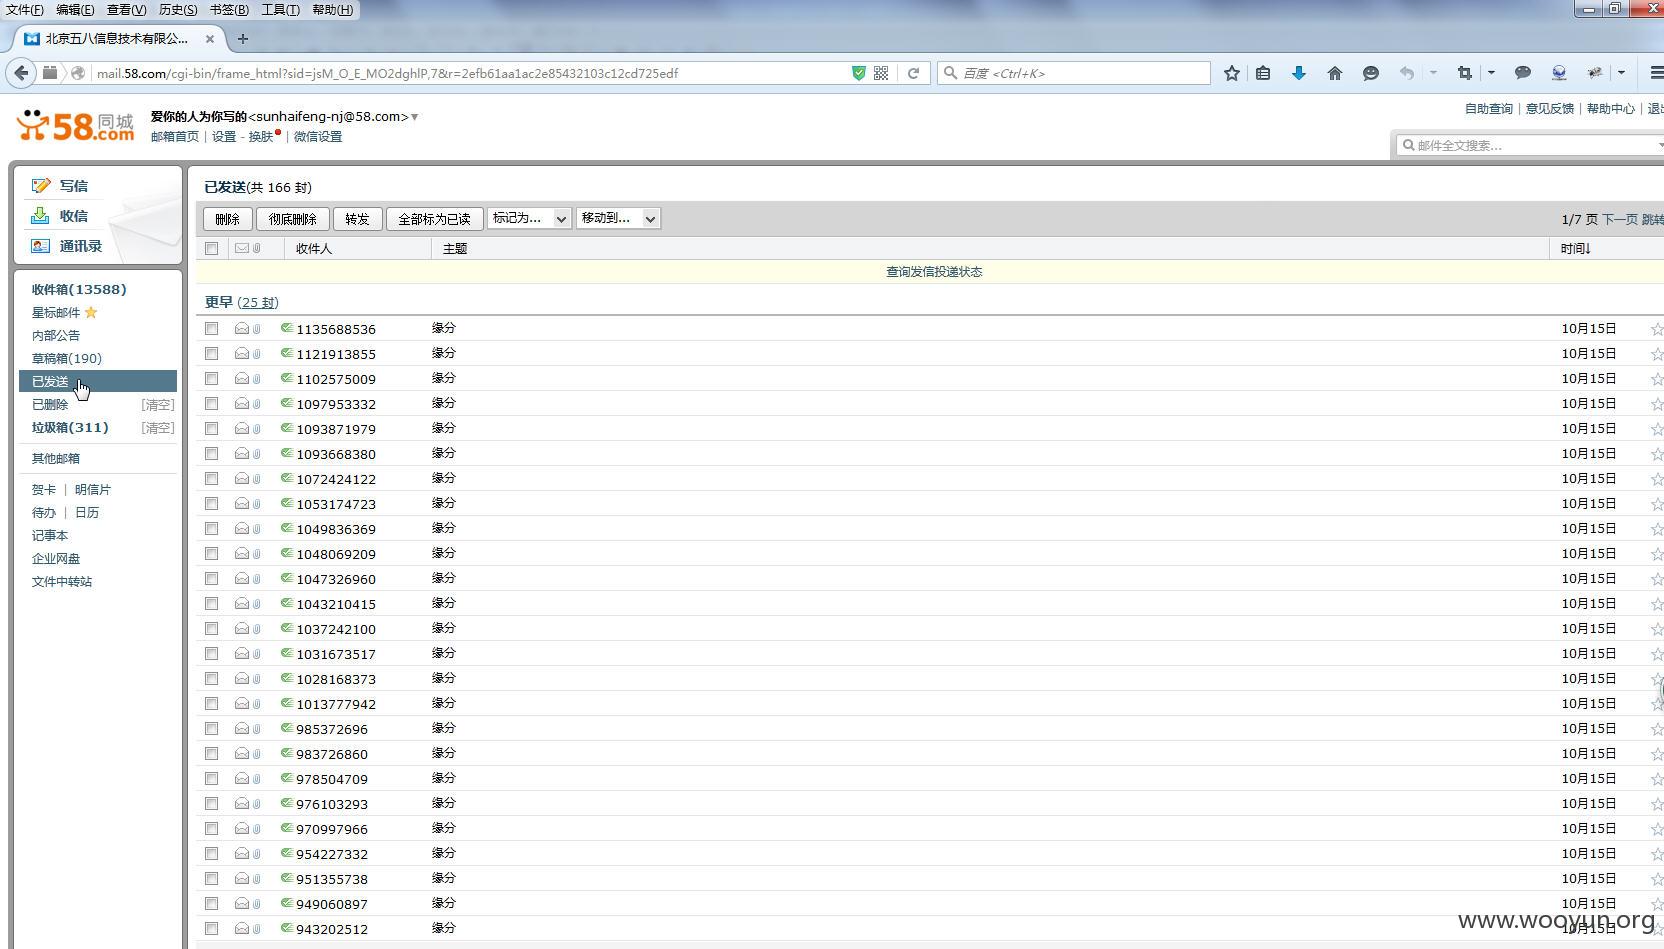 文件(F) 编辑(E) 查看(V) 历史(S) 书签(B) 工具(T) 帮助(H)
北京五八信息技术有限公...
mail.58.com/cgi-bin/frame_html?sid=jsM_O_E_MO2dghlP,7&r=2efb61aa1ac2e85432103c12cd725edf
百度 <Ctrl+K>
58同城.com
爱你的人为你写的<sunhaifeng-nj@58.com>
邮箱首页 | 设置 - 换肤 | 微信设置
自助查询 | 意见反馈 | 帮助中心 | 退出
邮件全文搜索...
写信
收信
通讯录
收件箱(13588)
星标邮件
内部公告
草稿箱(190)
已发送
已删除 [清空]
垃圾箱(311) [清空]
其他邮箱
贺卡 | 明信片
待办 | 日历
记事本
企业网盘
文件中转站
已发送(共 166 封)
删除 彻底删除 转发 全部标为已读 标记为... 移动到...
1/7 页 下一页 跳转
收件人 主题 时间↓
查询发信投递状态
更早 (25 封)
1135688536 缘分 10月15日
1121913855 缘分 10月15日
1102575009 缘分 10月15日
1097953332 缘分 10月15日
1093871979 缘分 10月15日
1093668380 缘分 10月15日
1072424122 缘分 10月15日
1053174723 缘分 10月15日
1049836369 缘分 10月15日
1048069209 缘分 10月15日
1047326960 缘分 10月15日
1043210415 缘分 10月15日
1037242100 缘分 10月15日
1031673517 缘分 10月15日
1028168373 缘分 10月15日
1013777942 缘分 10月15日
985372696 缘分 10月15日
983726860 缘分 10月15日
978504709 缘分 10月15日
976103293 缘分 10月15日
970997966 缘分 10月15日
954227332 缘分 10月15日
951355738 缘分 10月15日
949060897 缘分 10月15日
943202512 缘分 10月15日
www.wooyun.org